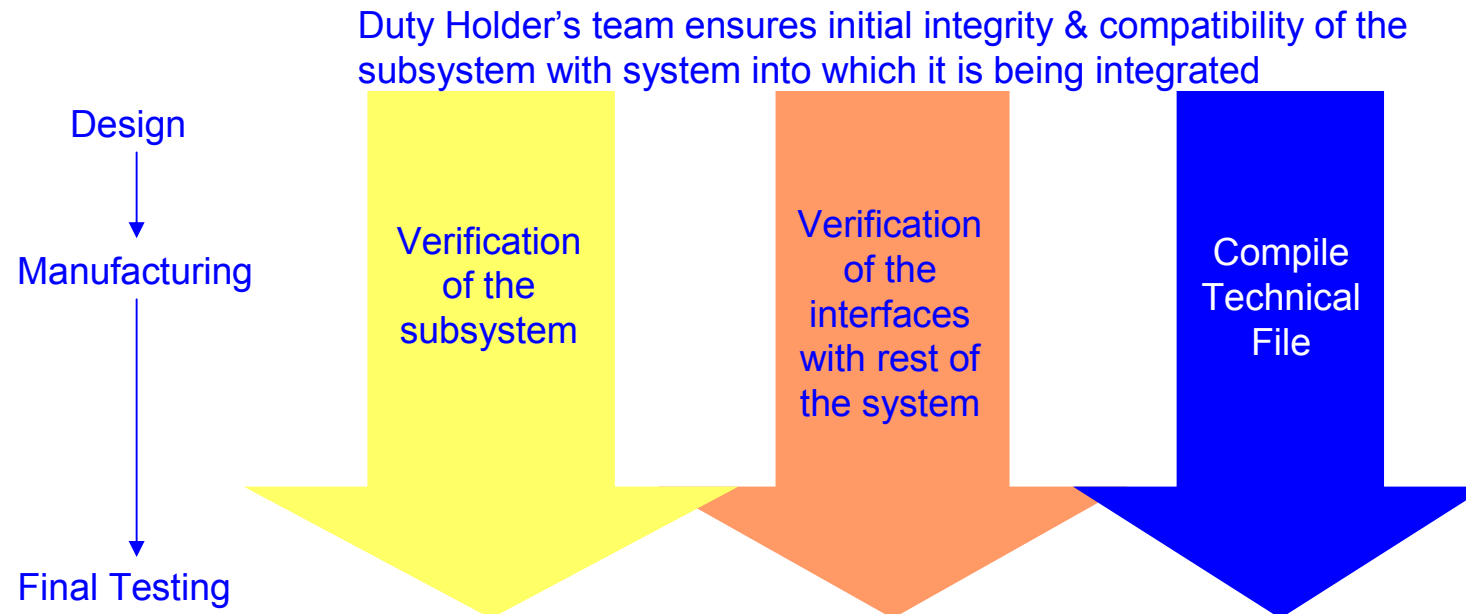 Duty Holder’s team ensures initial integrity & compatibility of the
subsystem with system into which it is being integrated
Design
Manufacturing
Final Testing
Verification
of the
subsystem
Verification
of the
interfaces
with rest of
the system
Compile
Technical
File